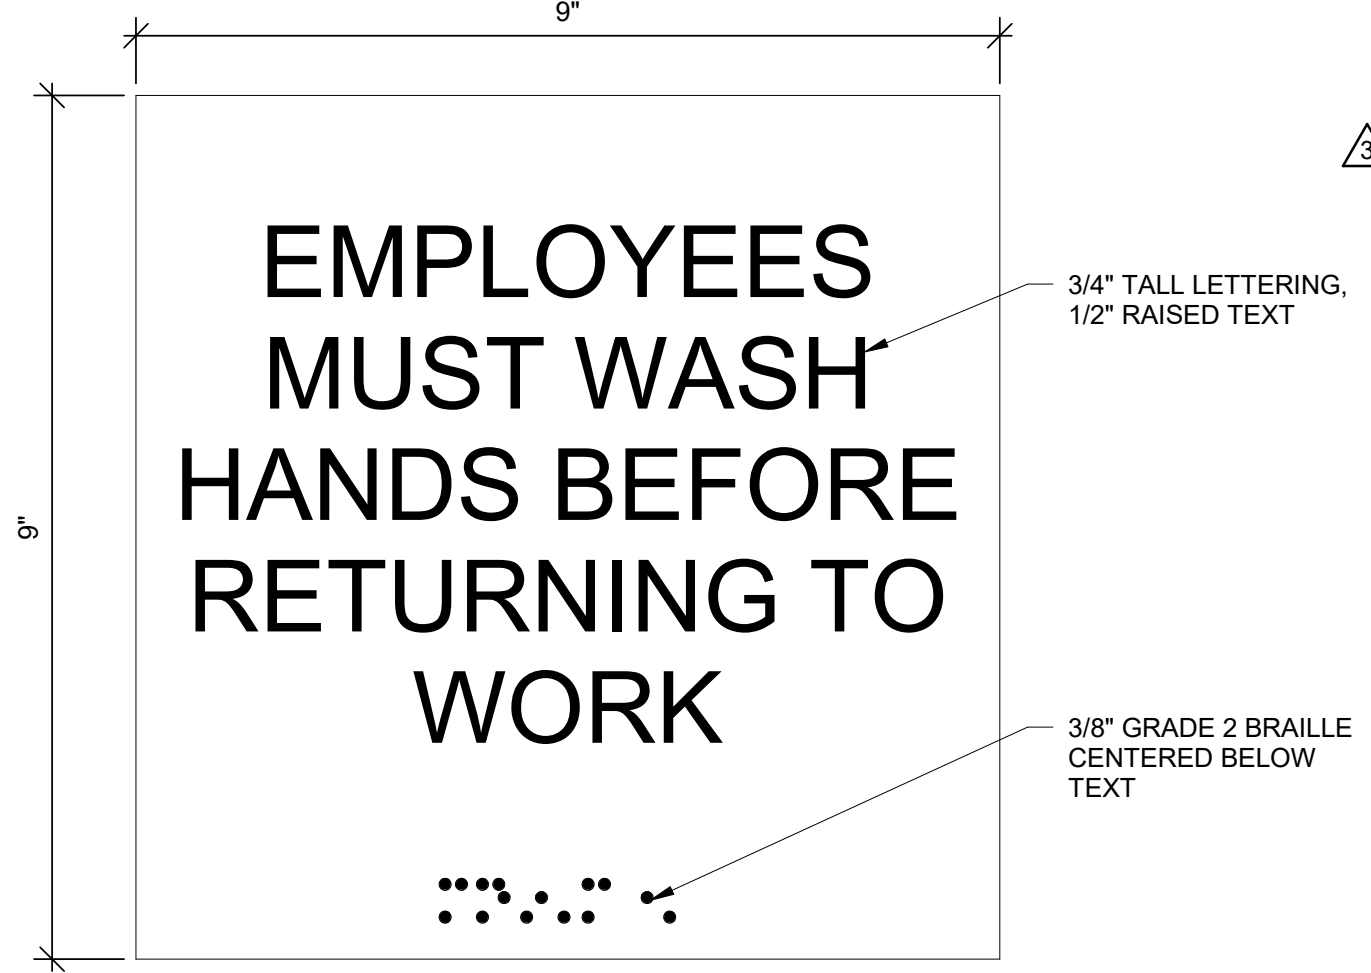 9"
3
EMPLOYEES
MUST WASH
HANDS BEFORE
RETURNING TO
WORK
3/4" TALL LETTERING,
1/2" RAISED TEXT
9"
3/8" GRADE 2 BRAILLE
CENTERED BELOW
TEXT